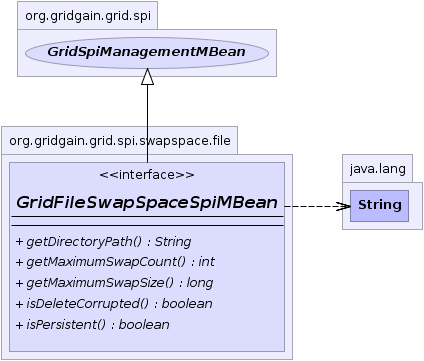 org.gridgain.grid.spi
GridSpiManagementMBean
org.gridgain.grid.spi.swapspace.file
<<interface>>
GridFileSwapSpaceSpiMBean
+ getDirectoryPath() : String
+ getMaximumSwapCount() : int
+ getMaximumSwapSize() : long
+ isDeleteCorrupted() : boolean
+ isPersistent() : boolean
java.lang
String